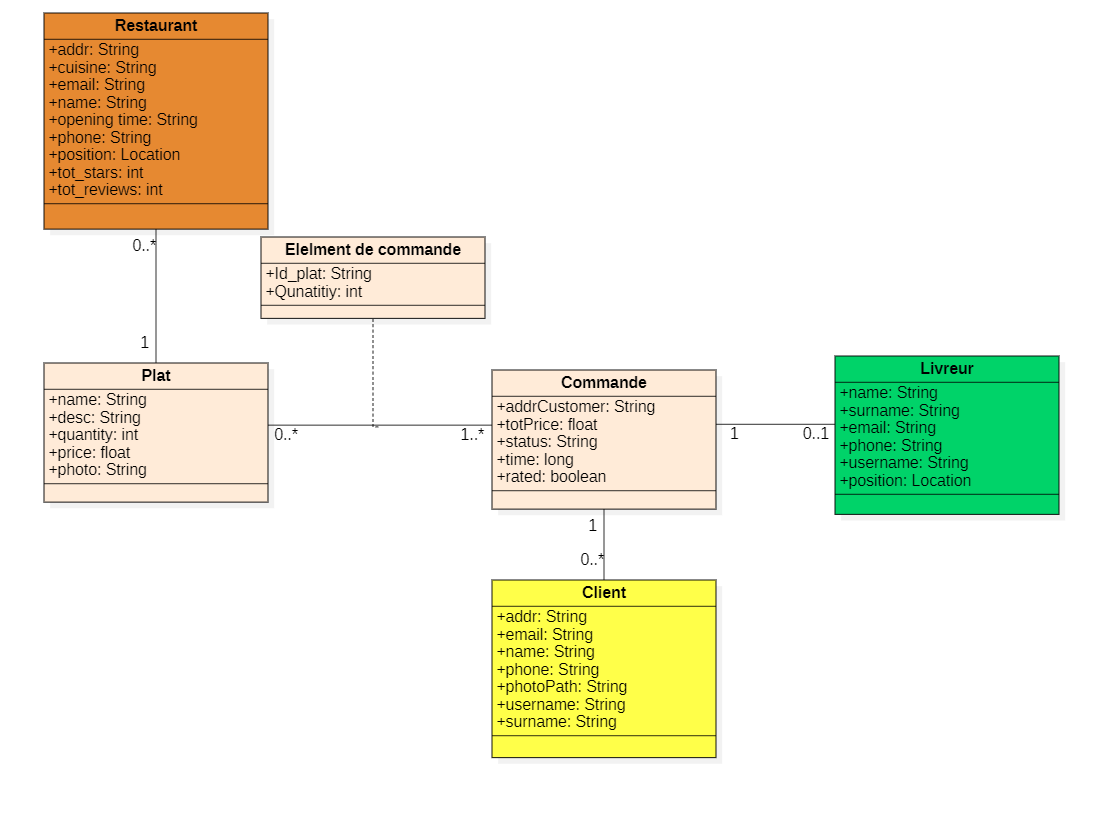 Restaurant
+addr: String
+cuisine: String
+email: String
+name: String
+opening time: String
+phone: String
+position: Location
+tot_stars: int
+tot_reviews: int
0..*
1
Elelment de commande
+Id_plat: String
+Qunatitiy: int
Plat
+name: String
+desc: String
+quantity: int
+price: float
+photo: String
0..*
1..*
Commande
+addrCustomer: String
+totPrice: float
+status: String
+time: long
+rated: boolean
1
0..1
Livreur
+name: String
+surname: String
+email: String
+phone: String
+username: String
+position: Location
1
0..*
Client
+addr: String
+email: String
+name: String
+phone: String
+photoPath: String
+username: String
+surname: String